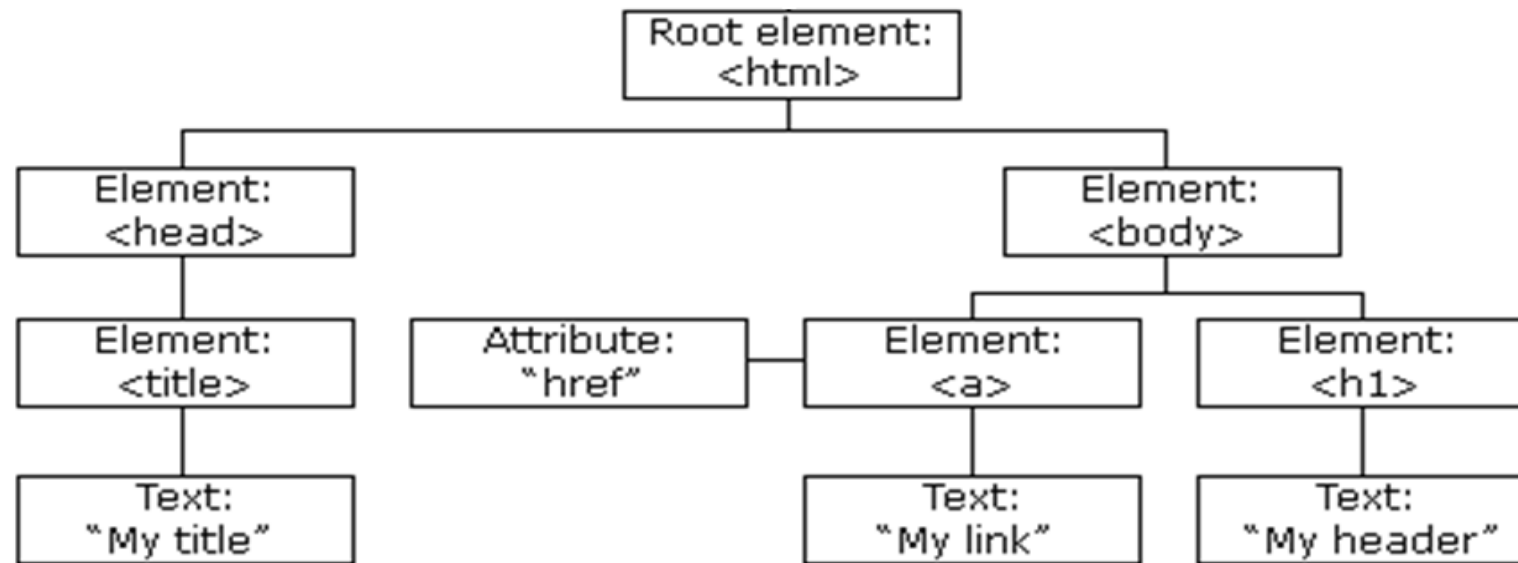 Root element:
<html>
Element:
<head>
Element:
<body>
Element:
<title>
Attribute:
“href”
Element:
<a>
Element:
<h1>
Text:
“My title”
Text:
“My link”
Text:
“My header”